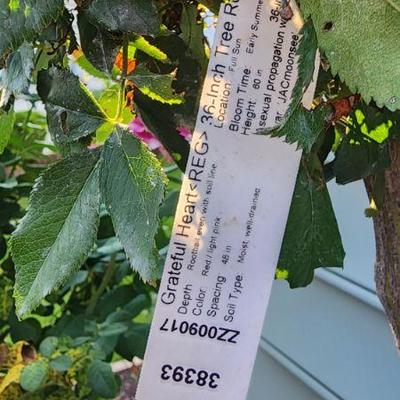 Grateful Heart<REG> 36-Inch Tree
Depth Rootball even with soil line
Color: Red / light pink
Spacing 48 in
Soil Type Moist, well-drained
Location: Full Sun
Bloom Time Early Summer
Height: 60 in
36-
sexual propagation
'JACmoonsee'
ZZ009017
38393